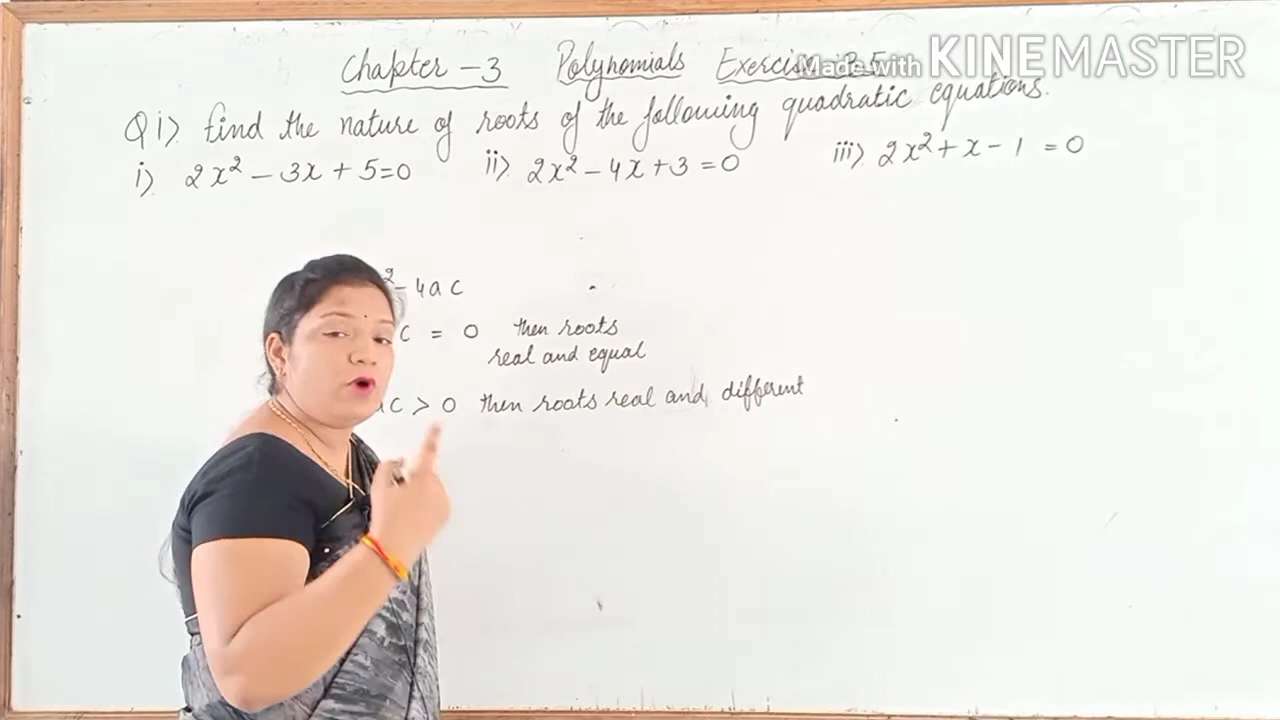 Chapter - 3 Polynomials Exercise
Made with KINEMASTER
Q i) find the nature of roots of the following quadratic equations.
i) 2x² - 3x + 5 = 0 ii) 2x² - 4x + 3 = 0 iii) 2x² + x - 1 = 0
² - 4ac
c = 0 then roots
real and equal
c > 0 then roots real and different